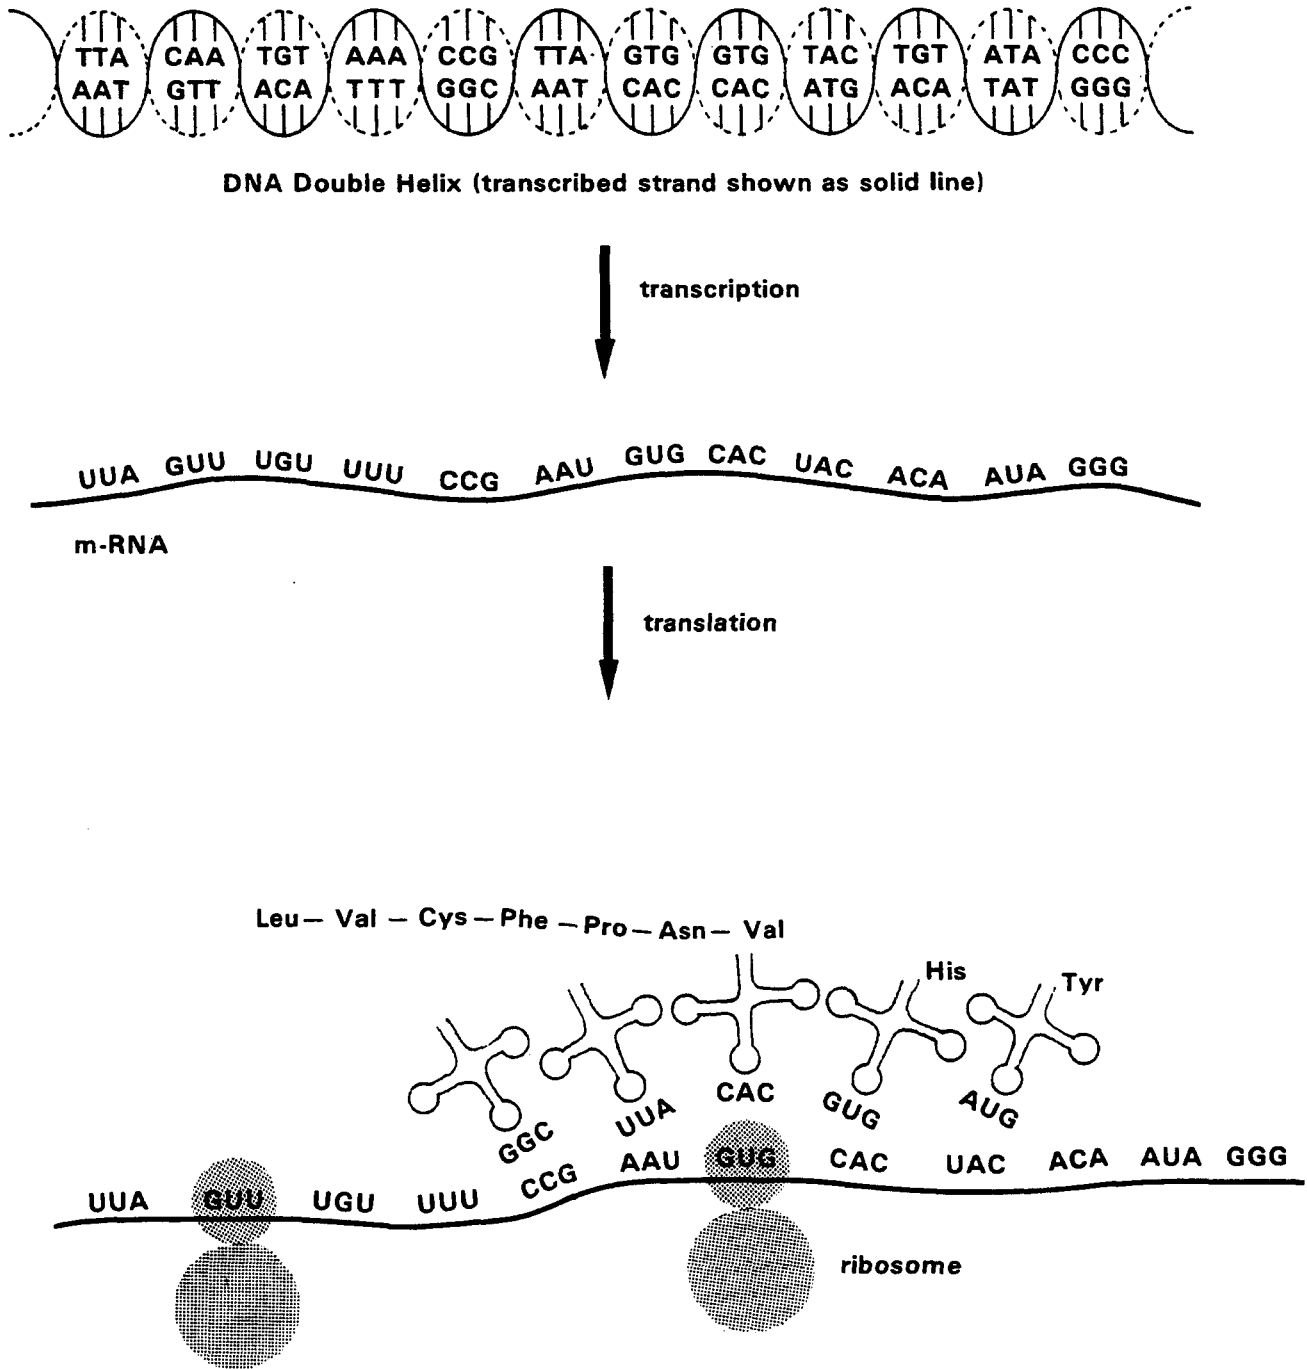 TTA CAA TGT AAA CCG TTA GTG GTG TAC TGT ATA CCC
AAT GTT ACA TTT GGC AAT CAC CAC ATG ACA TAT GGG
DNA Double Helix (transcribed strand shown as solid line)
transcription
UUA GUU UGU UUU CCG AAU GUG CAC UAC ACA AUA GGG
m-RNA
translation
Leu — Val — Cys — Phe — Pro — Asn — Val
His
Tyr
GGC UUA CAC GUG AUG
UUA GUU UGU UUU CCG AAU GUG CAC UAC ACA AUA GGG
ribosome